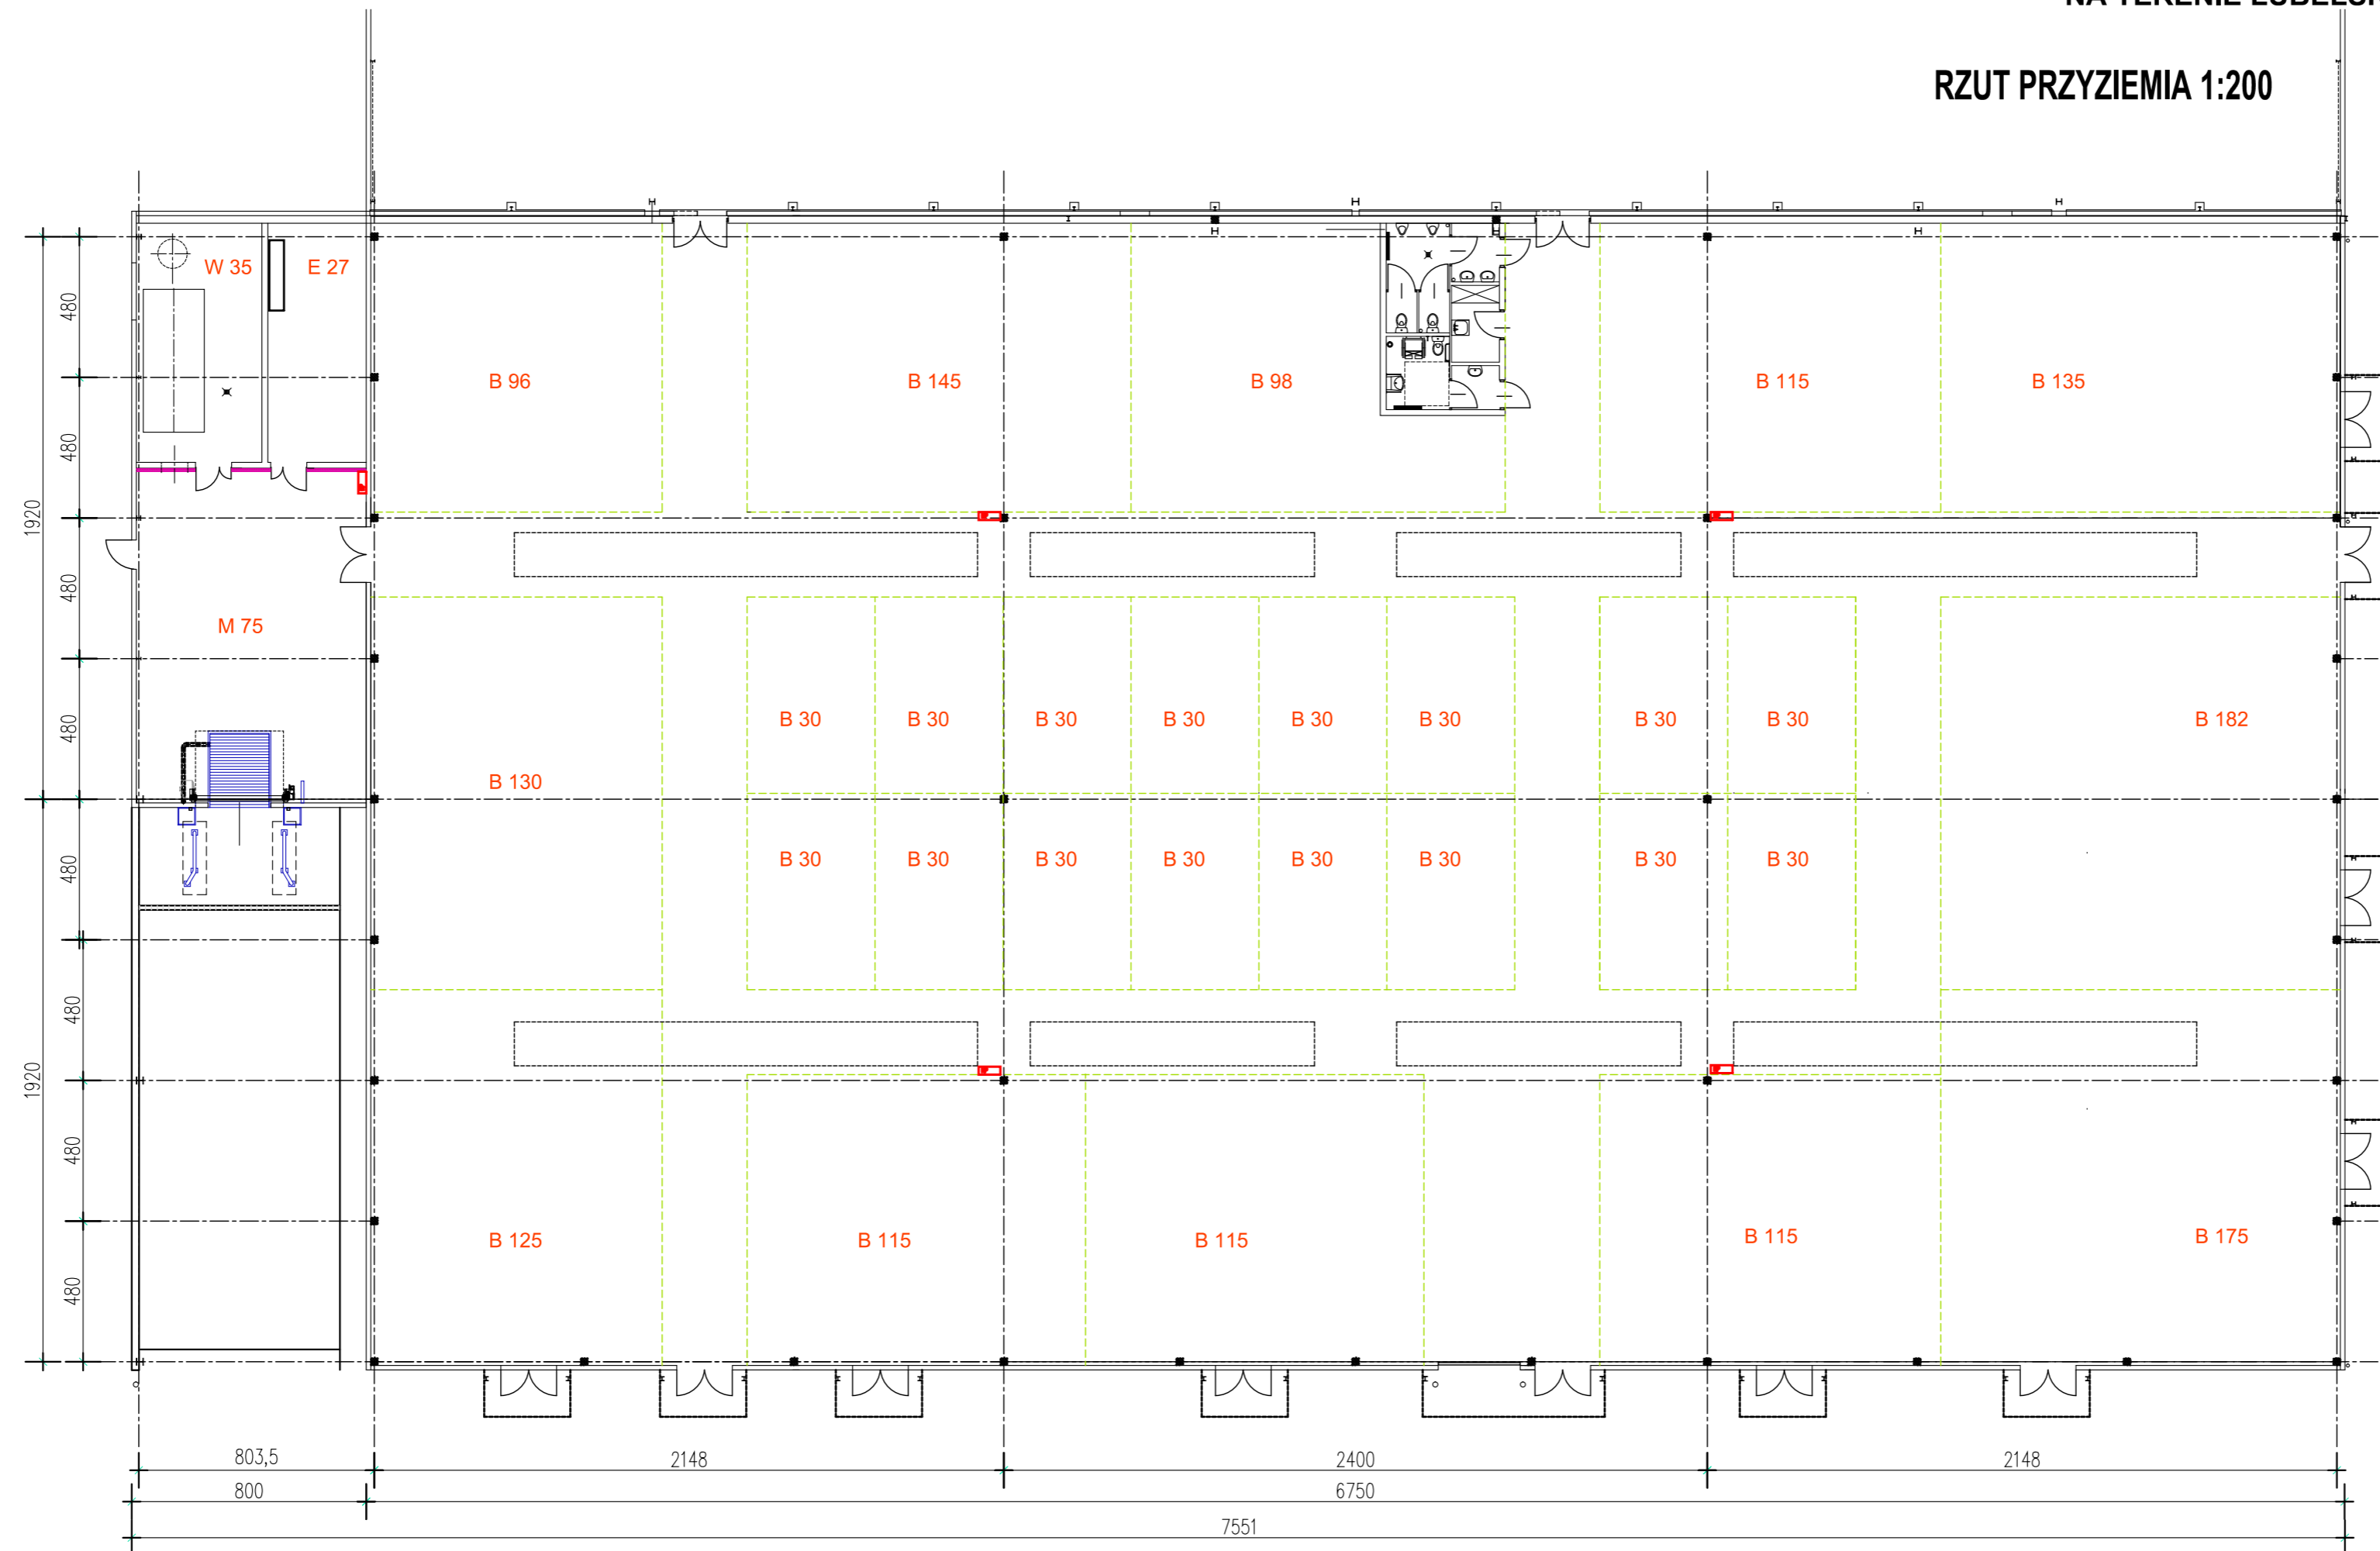 RZUT PRZYZIEMIA 1:200
W 35 E 27
480
B 96 B 145 B 98 B 115 B 135
480
1920
480
M 75
480
B 30 B 30 B 30 B 30 B 30 B 30 B 30 B 30 B 182
B 130
480
B 30 B 30 B 30 B 30 B 30 B 30 B 30 B 30
480
1920
480
B 125 B 115 B 115 B 115 B 175
480
803,5 2148 2400 2148
800 6750
7551